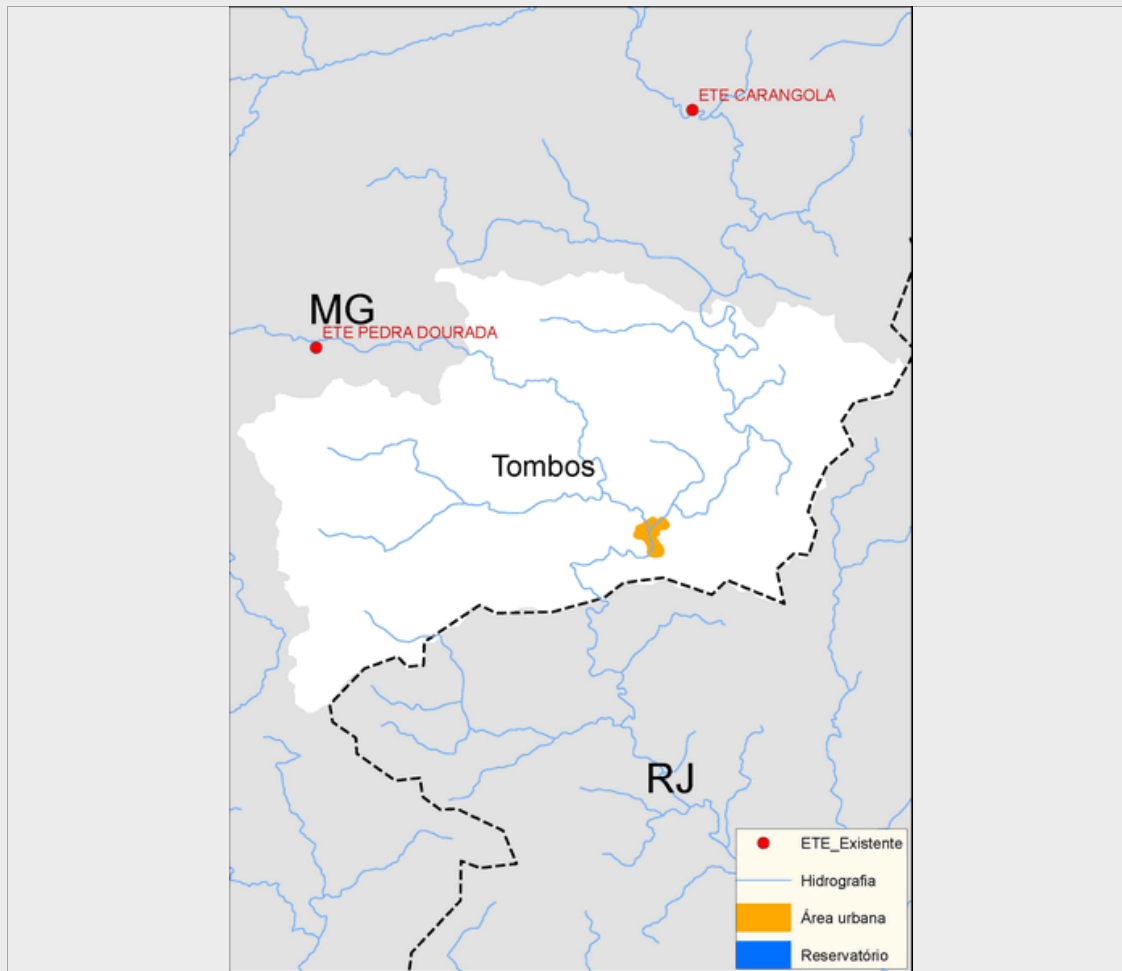 ETE CARANGOLA
MG
ETE PEDRA DOURADA
Tombos
RJ
ETE_Existente
Hidrografia
Área urbana
Reservatório